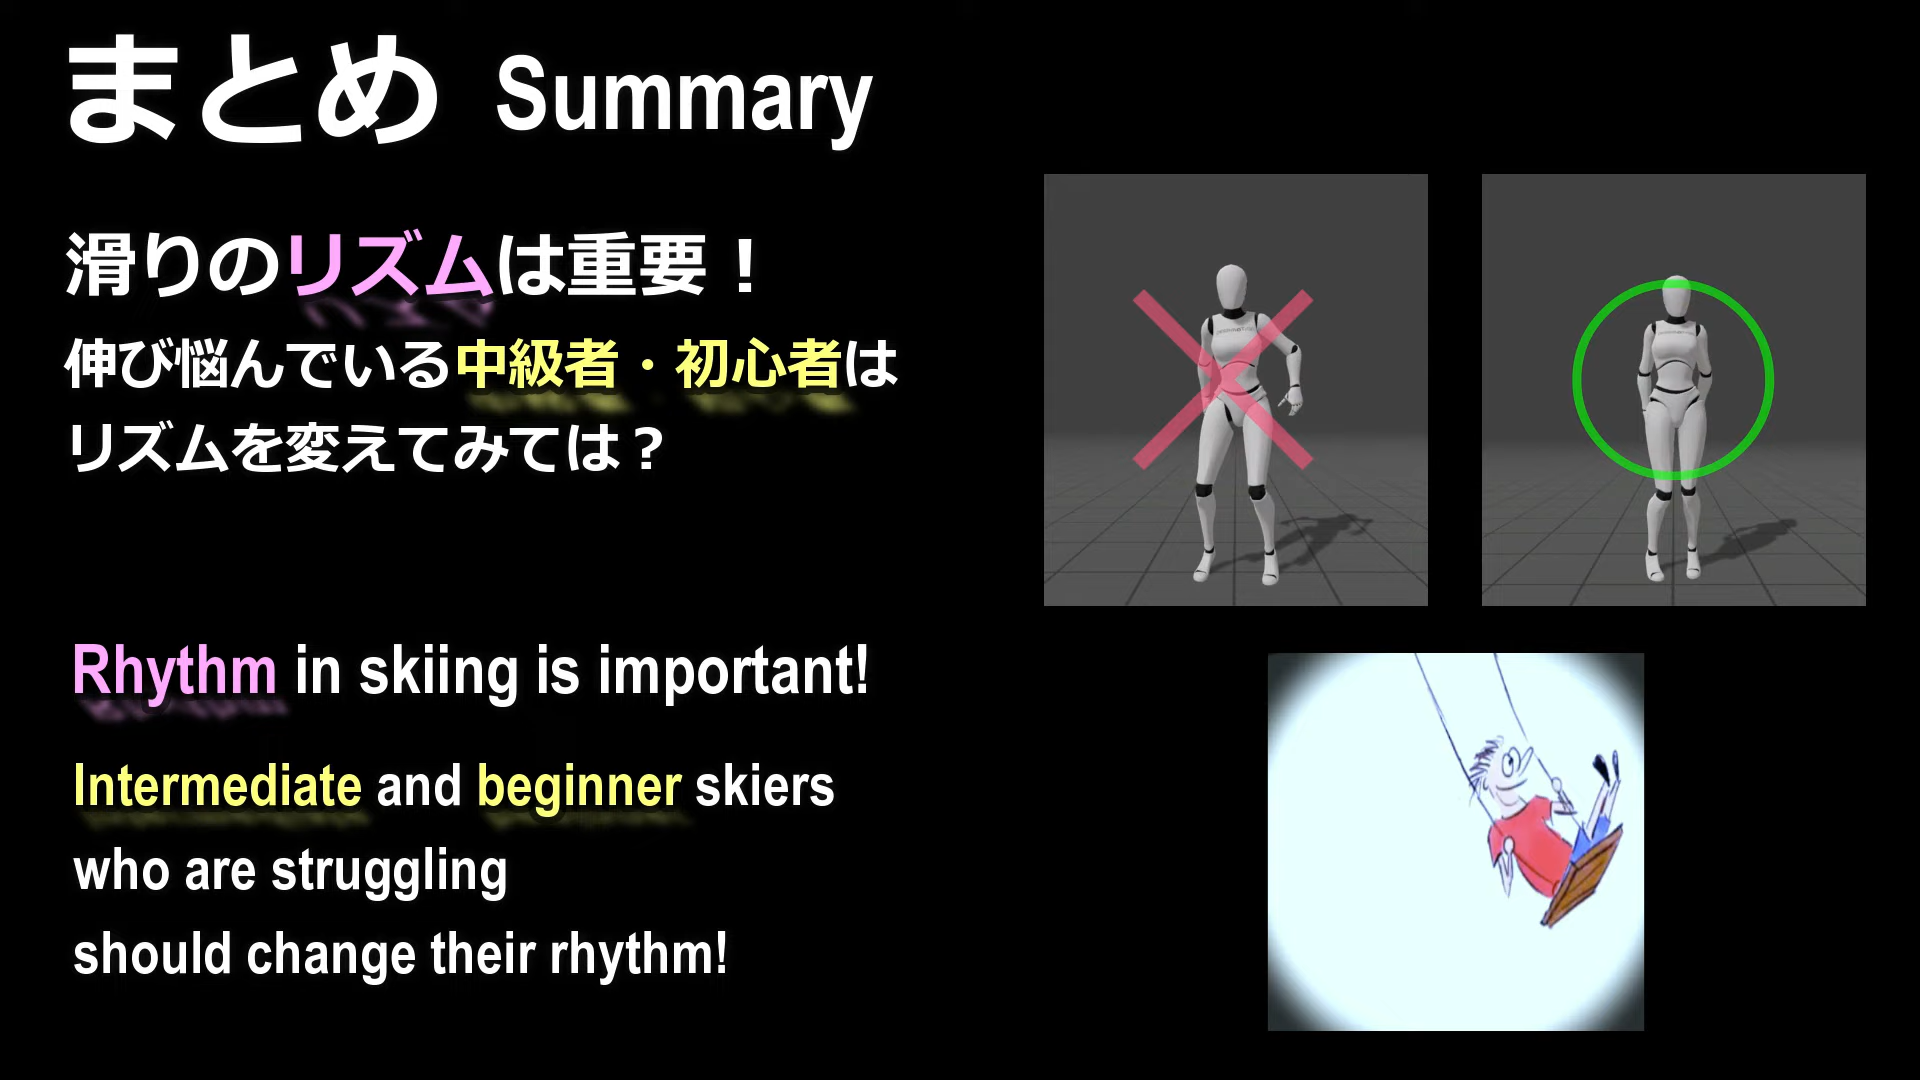 まとめ Summary
滑りのリズムは重要！
伸び悩んでいる中級者・初心者は
リズムを変えてみては？
Rhythm in skiing is important!
Intermediate and beginner skiers
who are struggling
should change their rhythm!